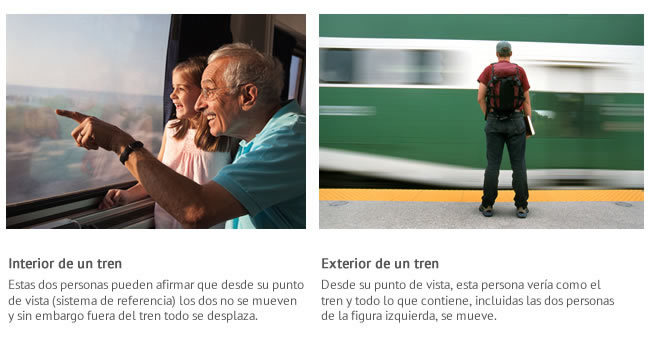 Interior de un tren
Estas dos personas pueden afirmar que desde su punto
de vista (sistema de referencia) los dos no se mueven
y sin embargo fuera del tren todo se desplaza.
Exterior de un tren
Desde su punto de vista, esta persona vería como el
tren y todo lo que contiene, incluidas las dos personas
de la figura izquierda, se mueve.